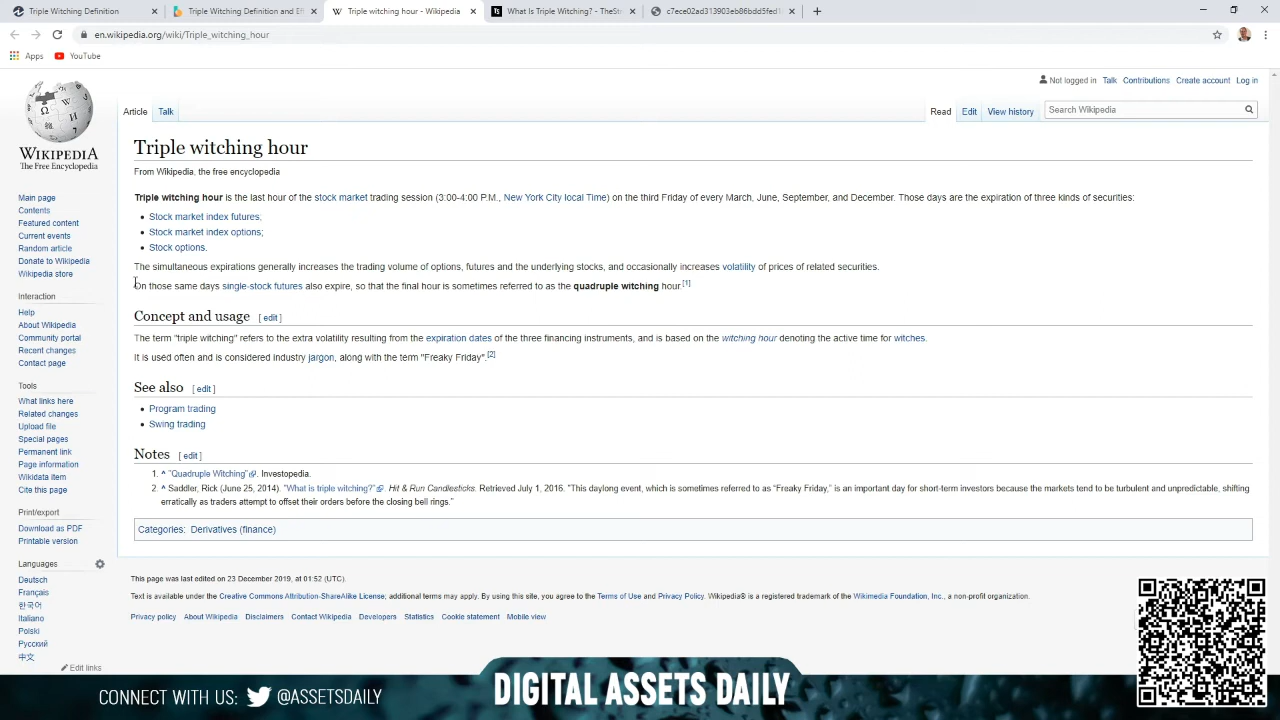 Triple Witching Definition
Triple Witching Definition and Ef
Triple witching hour - Wikipedia
What Is Triple Witching? - TheSt
c7ece02ad313903eb86bdd5fed1
en.wikipedia.org/wiki/Triple_witching_hour
Apps YouTube
Not logged in Talk Contributions Create account Log in
Article Talk
Read Edit View history Search Wikipedia
WIKIPEDIA
The Free Encyclopedia
Main page
Contents
Featured content
Current events
Random article
Donate to Wikipedia
Wikipedia store
Interaction
Help
About Wikipedia
Community portal
Recent changes
Contact page
Tools
What links here
Related changes
Upload file
Special pages
Permanent link
Page information
Wikidata item
Cite this page
Print/export
Download as PDF
Printable version
Languages
Deutsch
Français
한국어
Italiano
Polski
Русский
中文
Edit links
Triple witching hour
From Wikipedia, the free encyclopedia
Triple witching hour is the last hour of the stock market trading session (3:00-4:00 P.M., New York City local Time) on the third Friday of every March, June, September, and December. Those days are the expiration of three kinds of securities:
• Stock market index futures;
• Stock market index options;
• Stock options.
The simultaneous expirations generally increases the trading volume of options, futures and the underlying stocks, and occasionally increases volatility of prices of related securities.
On those same days single-stock futures also expire, so that the final hour is sometimes referred to as the quadruple witching hour.[1]
Concept and usage [ edit ]
The term "triple witching" refers to the extra volatility resulting from the expiration dates of the three financing instruments, and is based on the witching hour denoting the active time for witches.
It is used often and is considered industry jargon, along with the term "Freaky Friday".[2]
See also [ edit ]
• Program trading
• Swing trading
Notes [ edit ]
1. ^ "Quadruple Witching". Investopedia.
2. ^ Saddler, Rick (June 25, 2014). "What is triple witching?". Hit & Run Candlesticks. Retrieved July 1, 2016. "This daylong event, which is sometimes referred to as “Freaky Friday,” is an important day for short-term investors because the markets tend to be turbulent and unpredictable, shifting
erratically as traders attempt to offset their orders before the closing bell rings."
Categories: Derivatives (finance)
This page was last edited on 23 December 2019, at 01:52 (UTC).
Text is available under the Creative Commons Attribution-ShareAlike License; additional terms may apply. By using this site, you agree to the Terms of Use and Privacy Policy. Wikipedia® is a registered trademark of the Wikimedia Foundation, Inc., a non-profit organization.
Privacy policy About Wikipedia Disclaimers Contact Wikipedia Developers Statistics Cookie statement Mobile view
CONNECT WITH US: @ASSETSDAILY
DIGITAL ASSETS DAILY